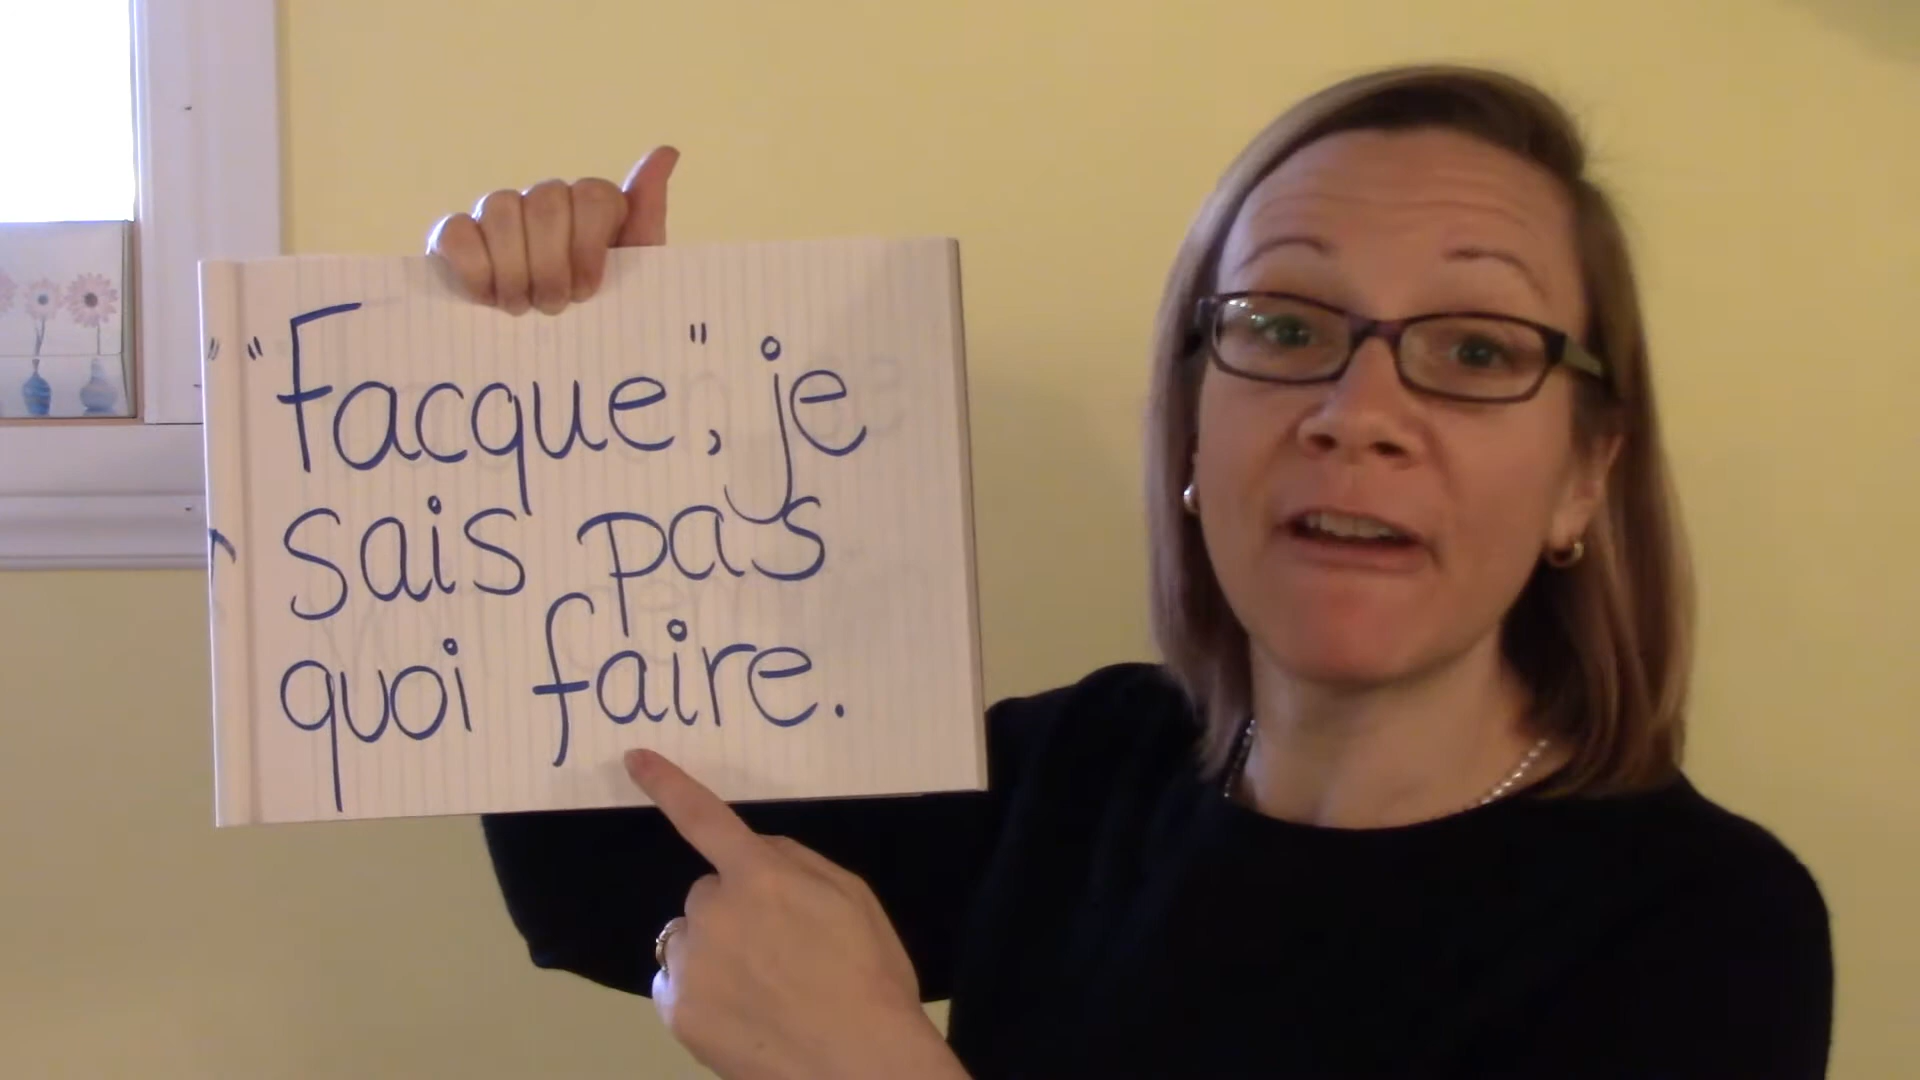 "Facque", je
sais pas
quoi faire.